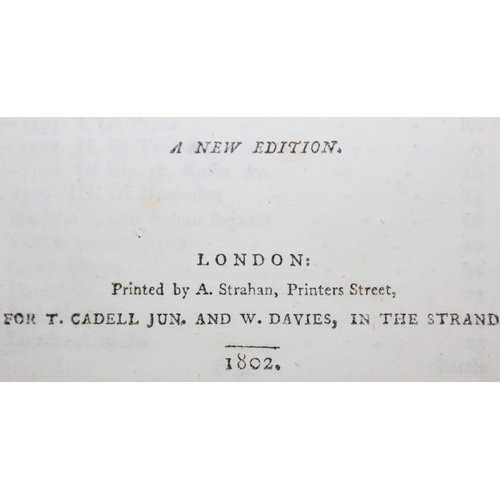 A NEW EDITION.
LONDON:
Printed by A. Strahan, Printers Street,
FOR T. CADELL JUN. AND W. DAVIES, IN THE STRAND
1802.